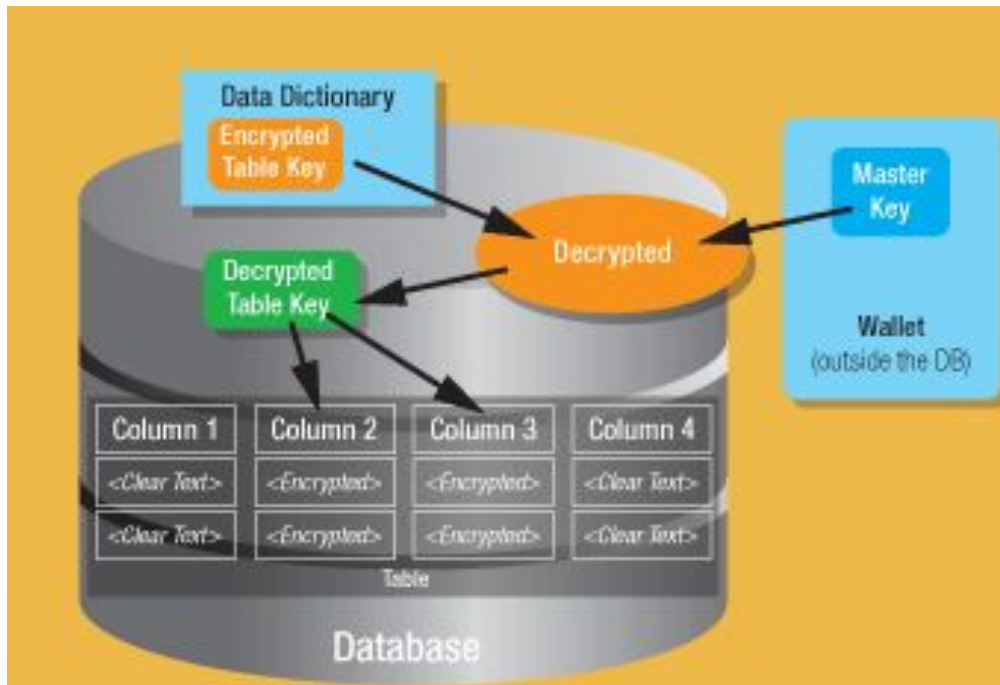 Data Dictionary
Encrypted
Table Key
Master
Key
Decrypted
Decrypted
Table Key
Wallet
(outside the DB)
Column 1 Column 2 Column 3 Column 4
<Clear Text> <Encrypted> <Encrypted> <Clear Text>
<Clear Text> <Encrypted> <Encrypted> <Clear Text>
Table
Database